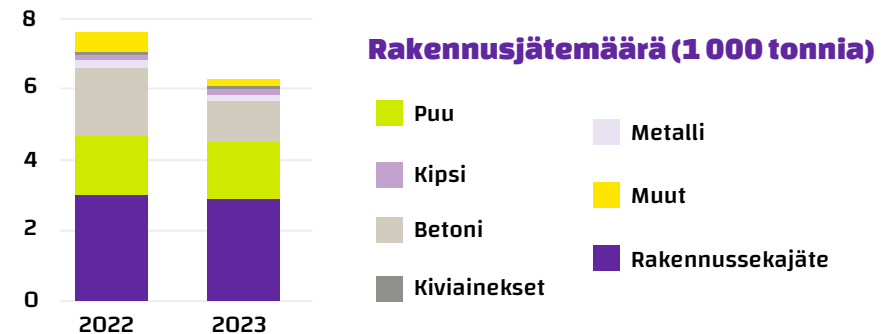 8
6
4
2
0
2022
2023
Rakennusjätemäärä (1 000 tonnia)
Puu
Kipsi
Betoni
Kiviainekset
Metalli
Muut
Rakennussekajäte